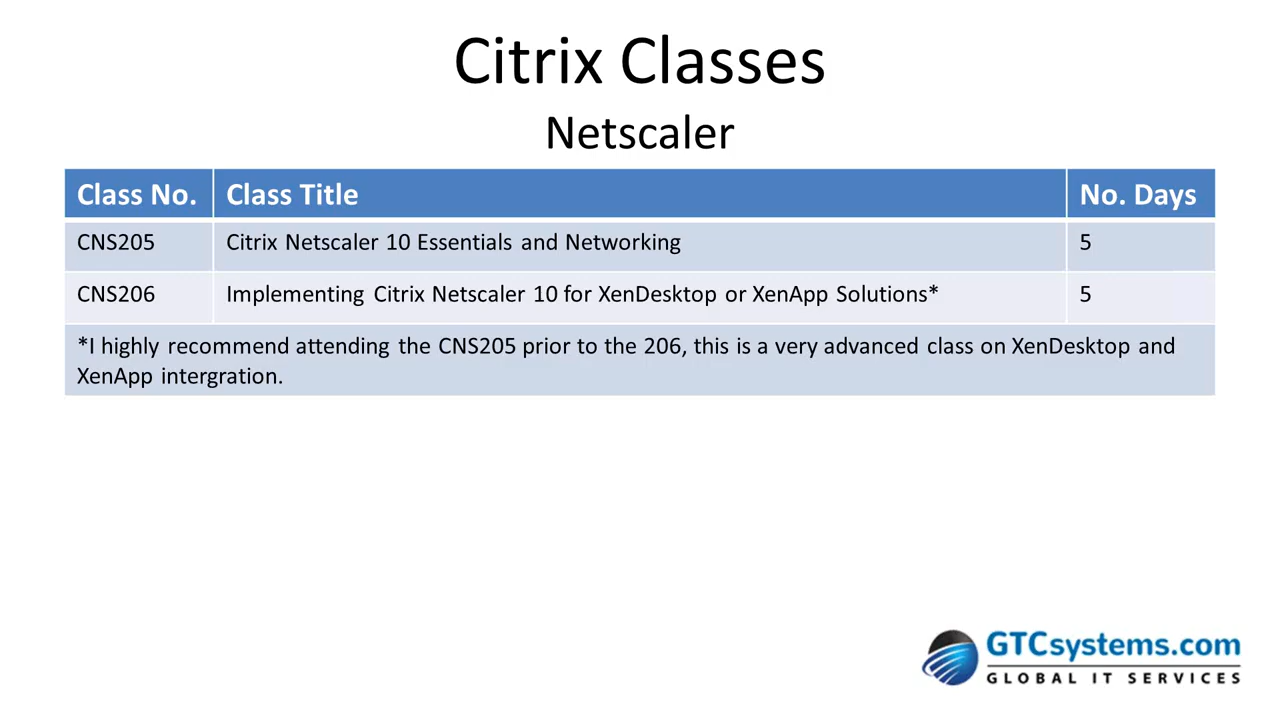 Citrix Classes
Netscaler
Class No. Class Title No. Days
CNS205 Citrix Netscaler 10 Essentials and Networking 5
CNS206 Implementing Citrix Netscaler 10 for XenDesktop or XenApp Solutions* 5
*I highly recommend attending the CNS205 prior to the 206, this is a very advanced class on XenDesktop and
XenApp intergration.
GTCsystems.com
GLOBAL IT SERVICES